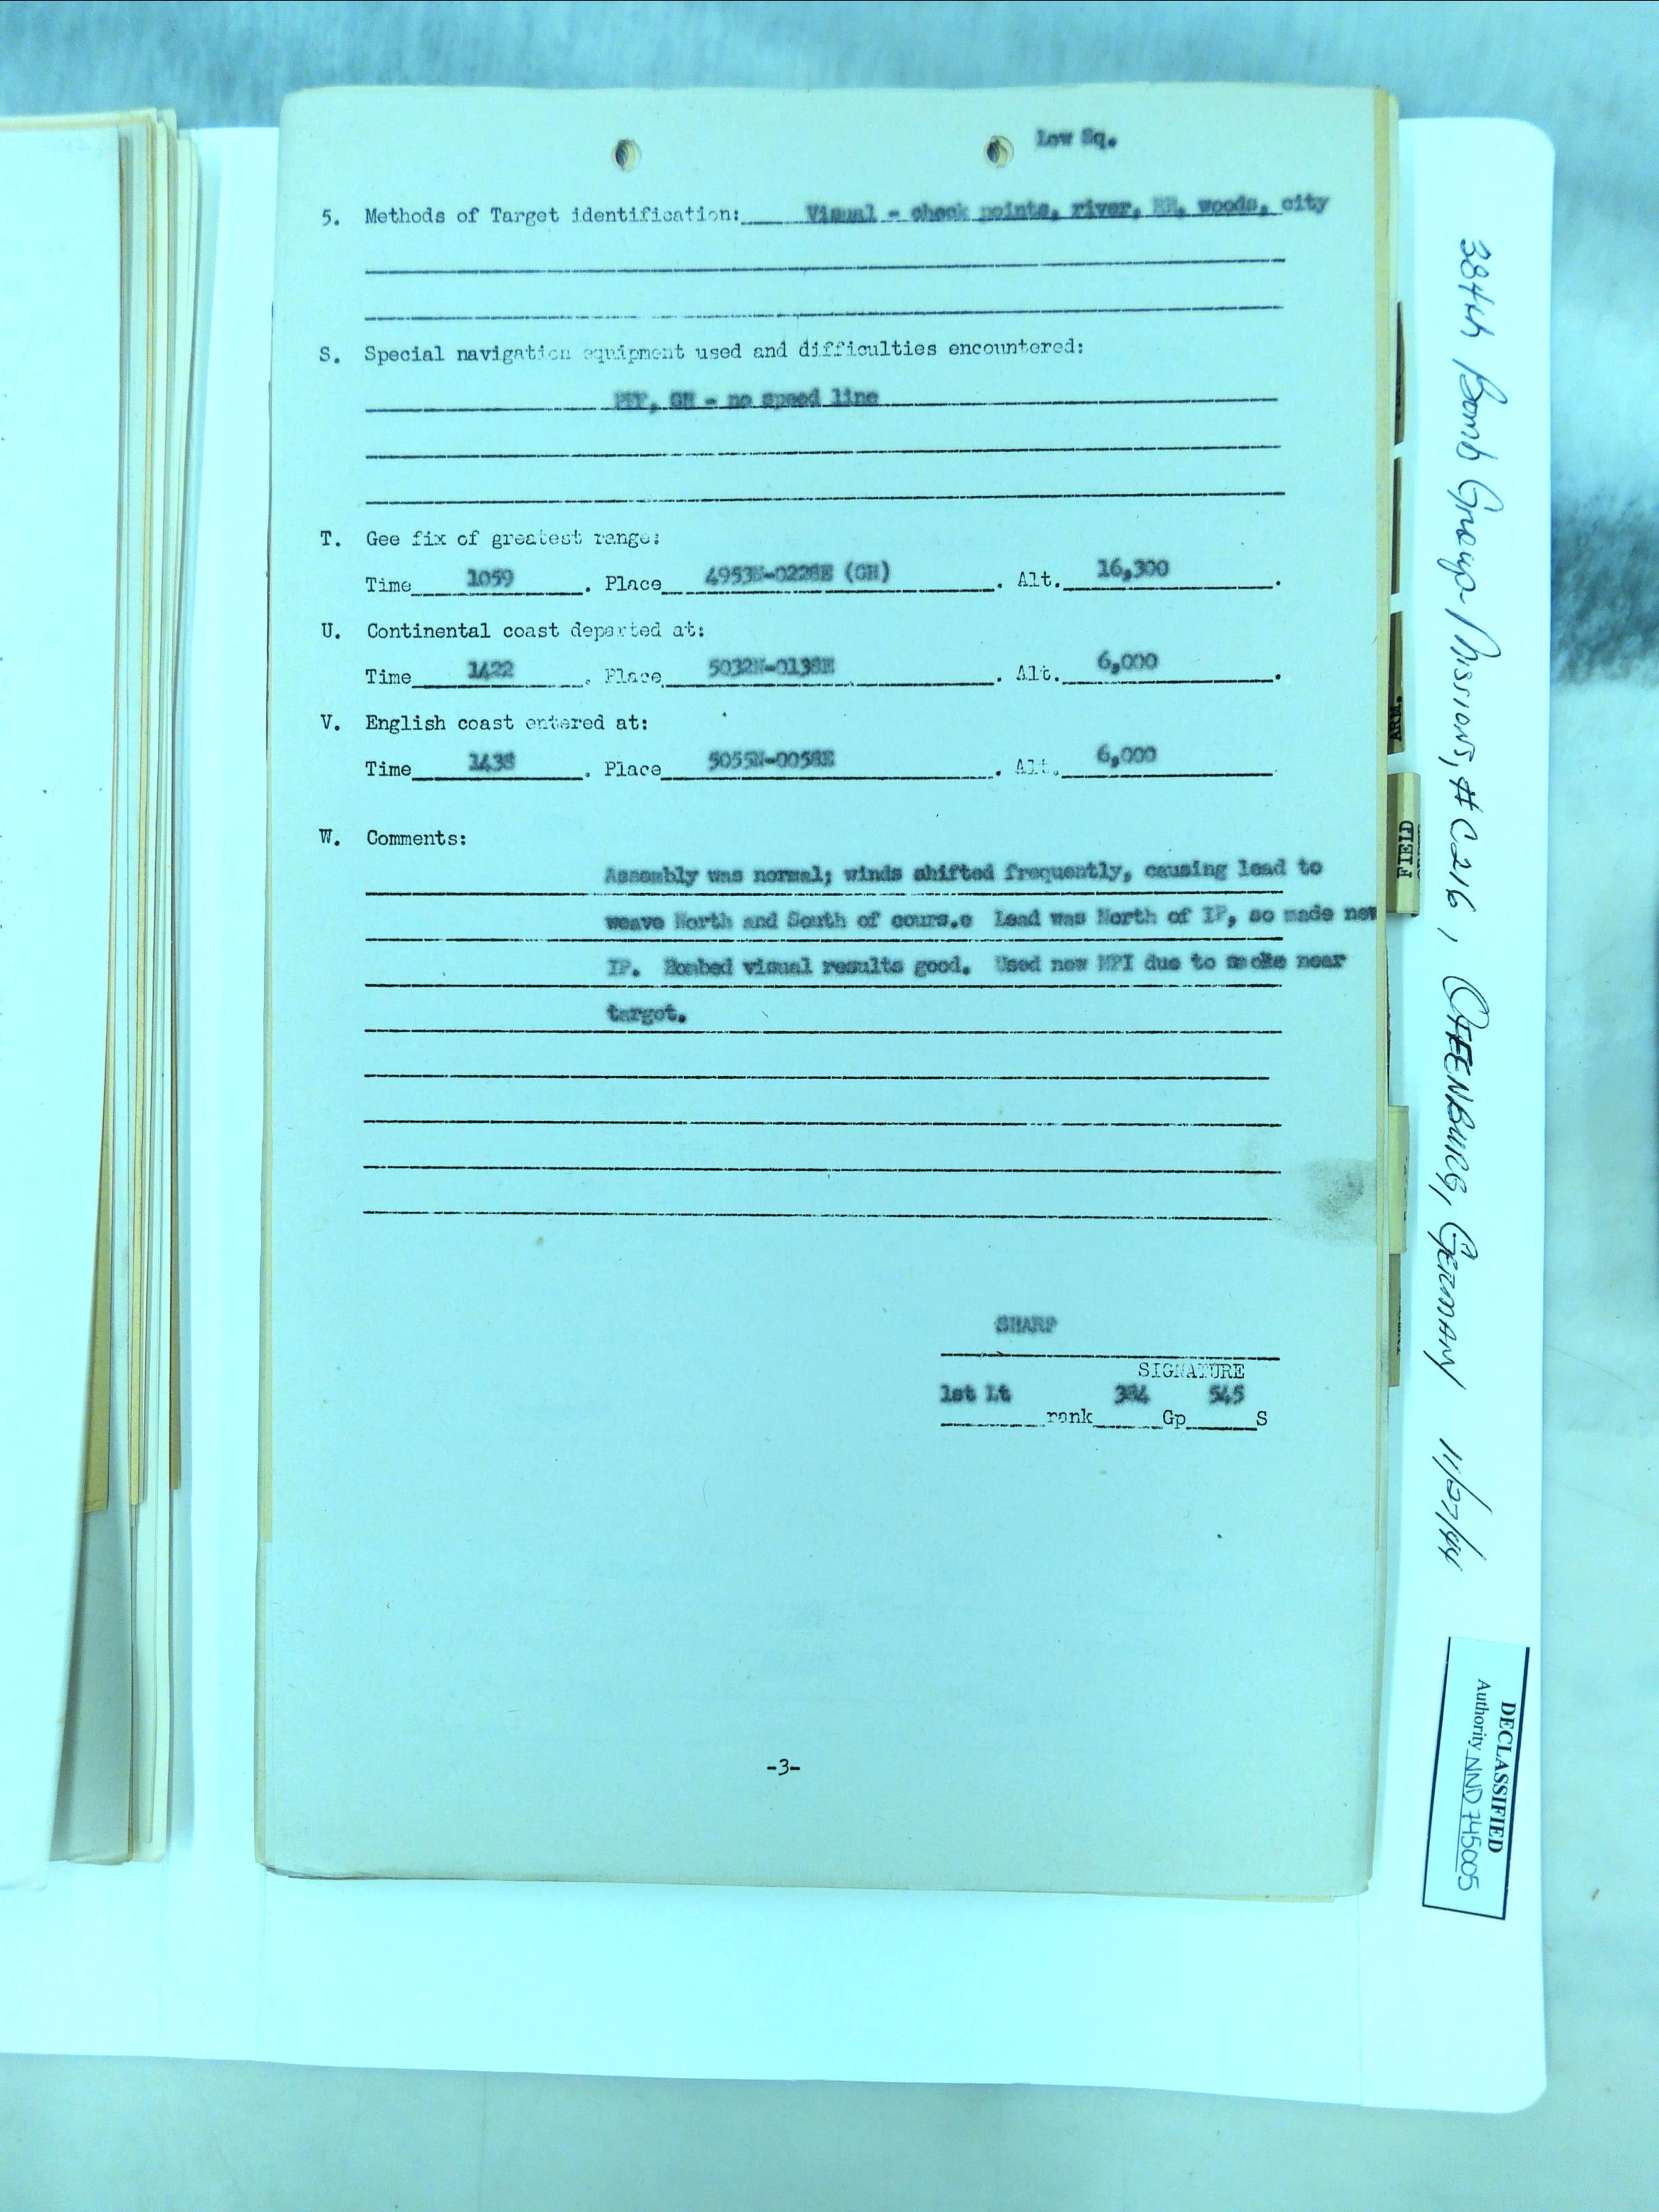 Low Sq.
5. Methods of Target identification: Visual - check points, river, RR, woods, city
S. Special navigation equipment used and difficulties encountered:
PFF, GH - no speed line
T. Gee fix of greatest range:
Time 1059 . Place 4953N-0228E (GH) . Alt. 16,300 .
U. Continental coast departed at:
Time 1422 . Place 5032N-0138E . Alt. 6,000 .
V. English coast entered at:
Time 1438 . Place 5055N-0058E . Alt. 6,000
W. Comments:
Assembly was normal; winds shifted frequently, causing lead to
weave North and South of cours.e Lead was North of IP, so made new
IP. Bombed visual results good. Used new MPI due to smoke near
target.
SHARP
SIGNATURE
1st Lt 384 545
rank Gp S
-3-
ARM.
FIELD
384th Bomb Group Missions, #C216, OFFENBURG, GERMANY 11/27/44
DECLASSIFIED
Authority NND 745005